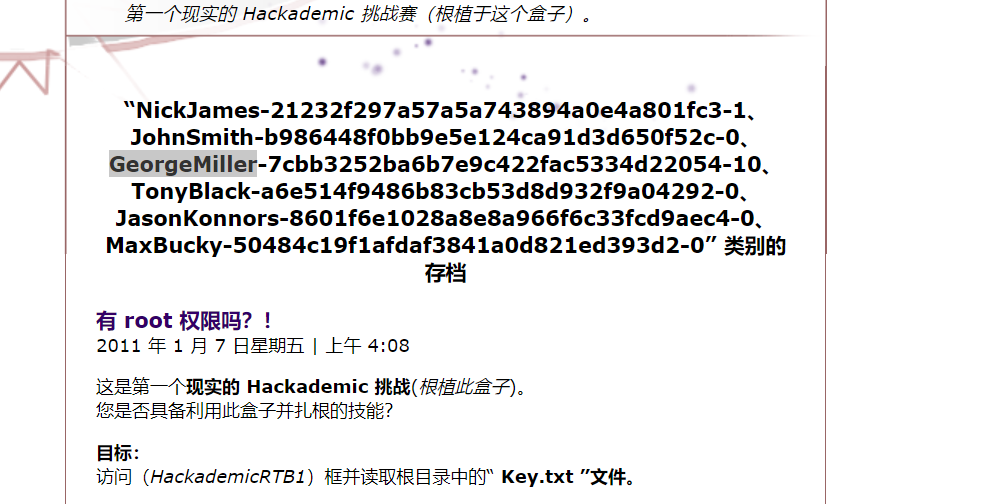 第一个现实的 Hackademic 挑战赛（根植于这个盒子）。
“NickJames-21232f297a57a5a743894a0e4a801fc3-1、
JohnSmith-b986448f0bb9e5e124ca91d3d650f52c-0、
GeorgeMiller-7cbb3252ba6b7e9c422fac5334d22054-10、
TonyBlack-a6e514f9486b83cb53d8d932f9a04292-0、
JasonKonnors-8601f6e1028a8e8a966f6c33fcd9aec4-0、
MaxBucky-50484c19f1afdaf3841a0d821ed393d2-0” 类别的
存档
有 root 权限吗？！
2011 年 1 月 7 日星期五 | 上午 4:08
这是第一个现实的 Hackademic 挑战(根植此盒子)。
您是否具备利用此盒子并扎根的技能？
目标：
访问（HackademicRTB1）框并读取根目录中的“ Key.txt ”文件。